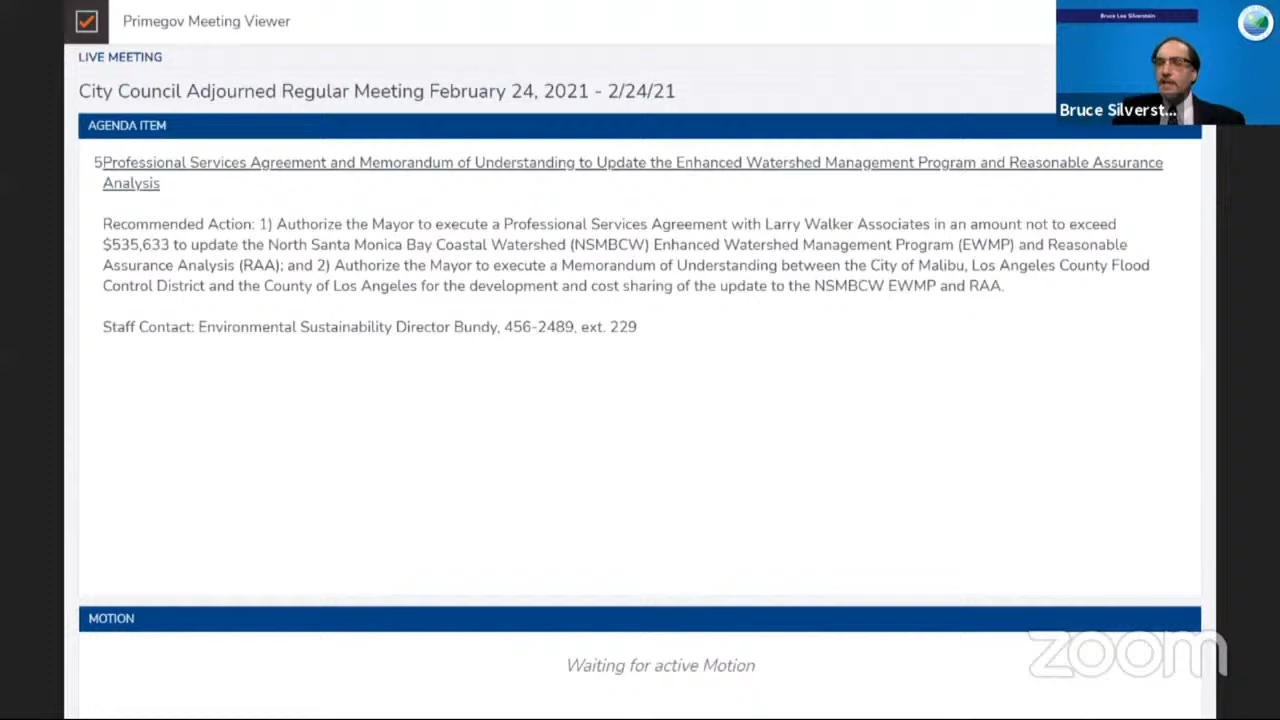 Primegov Meeting Viewer
Bruce Lee Silverstein
LIVE MEETING
City Council Adjourned Regular Meeting February 24, 2021 - 2/24/21
Bruce Silverst...
AGENDA ITEM
5Professional Services Agreement and Memorandum of Understanding to Update the Enhanced Watershed Management Program and Reasonable Assurance
Analysis
Recommended Action: 1) Authorize the Mayor to execute a Professional Services Agreement with Larry Walker Associates in an amount not to exceed
$535,633 to update the North Santa Monica Bay Coastal Watershed (NSMBCW) Enhanced Watershed Management Program (EWMP) and Reasonable
Assurance Analysis (RAA); and 2) Authorize the Mayor to execute a Memorandum of Understanding between the City of Malibu, Los Angeles County Flood
Control District and the County of Los Angeles for the development and cost sharing of the update to the NSMBCW EWMP and RAA.
Staff Contact: Environmental Sustainability Director Bundy, 456-2489, ext. 229
MOTION
Waiting for active Motion
zoom